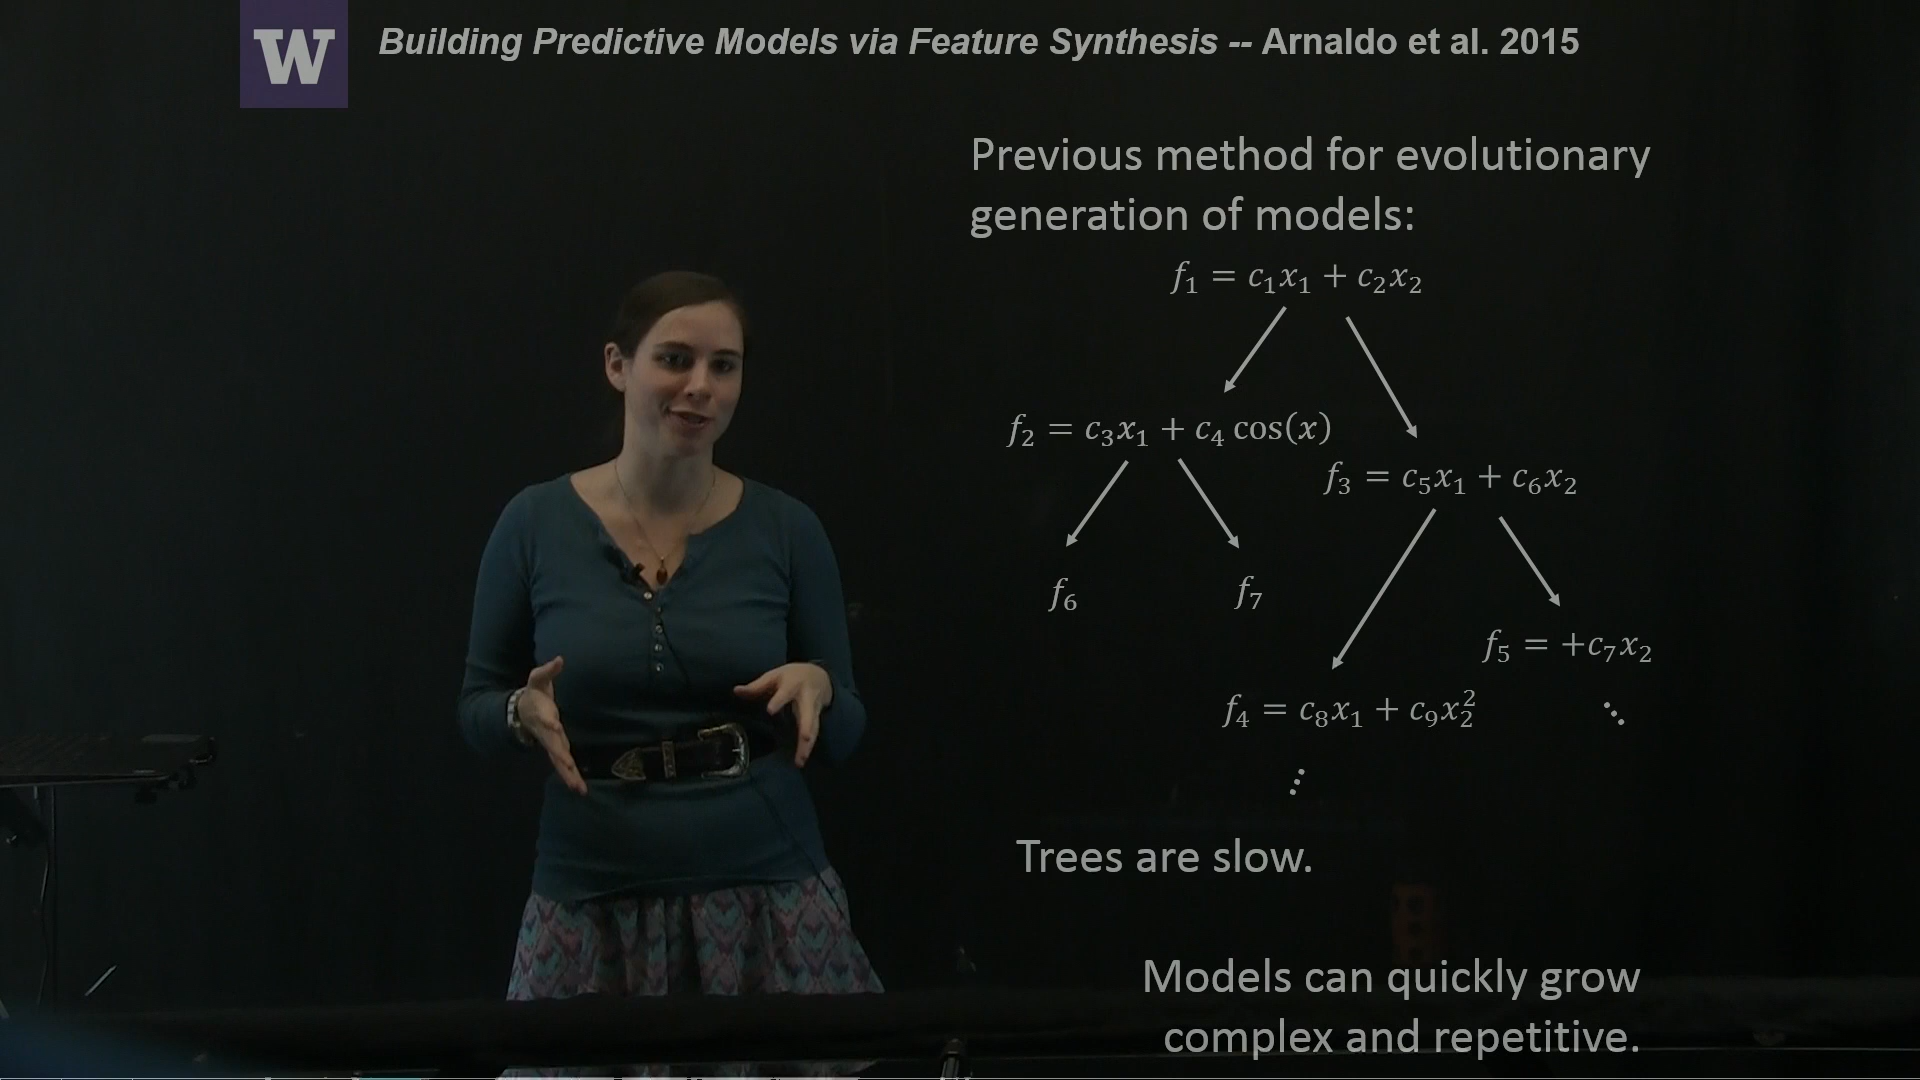 W
Building Predictive Models via Feature Synthesis -- Arnaldo et al. 2015
Previous method for evolutionary
generation of models:
f₁ = c₁x₁ + c₂x₂
f₂ = c₃x₁ + c₄ cos(x)
f₃ = c₅x₁ + c₆x₂
f₆
f₇
f₅ = +c₇x₂
f₄ = c₈x₁ + c₉x₂²
Trees are slow.
Models can quickly grow
complex and repetitive.